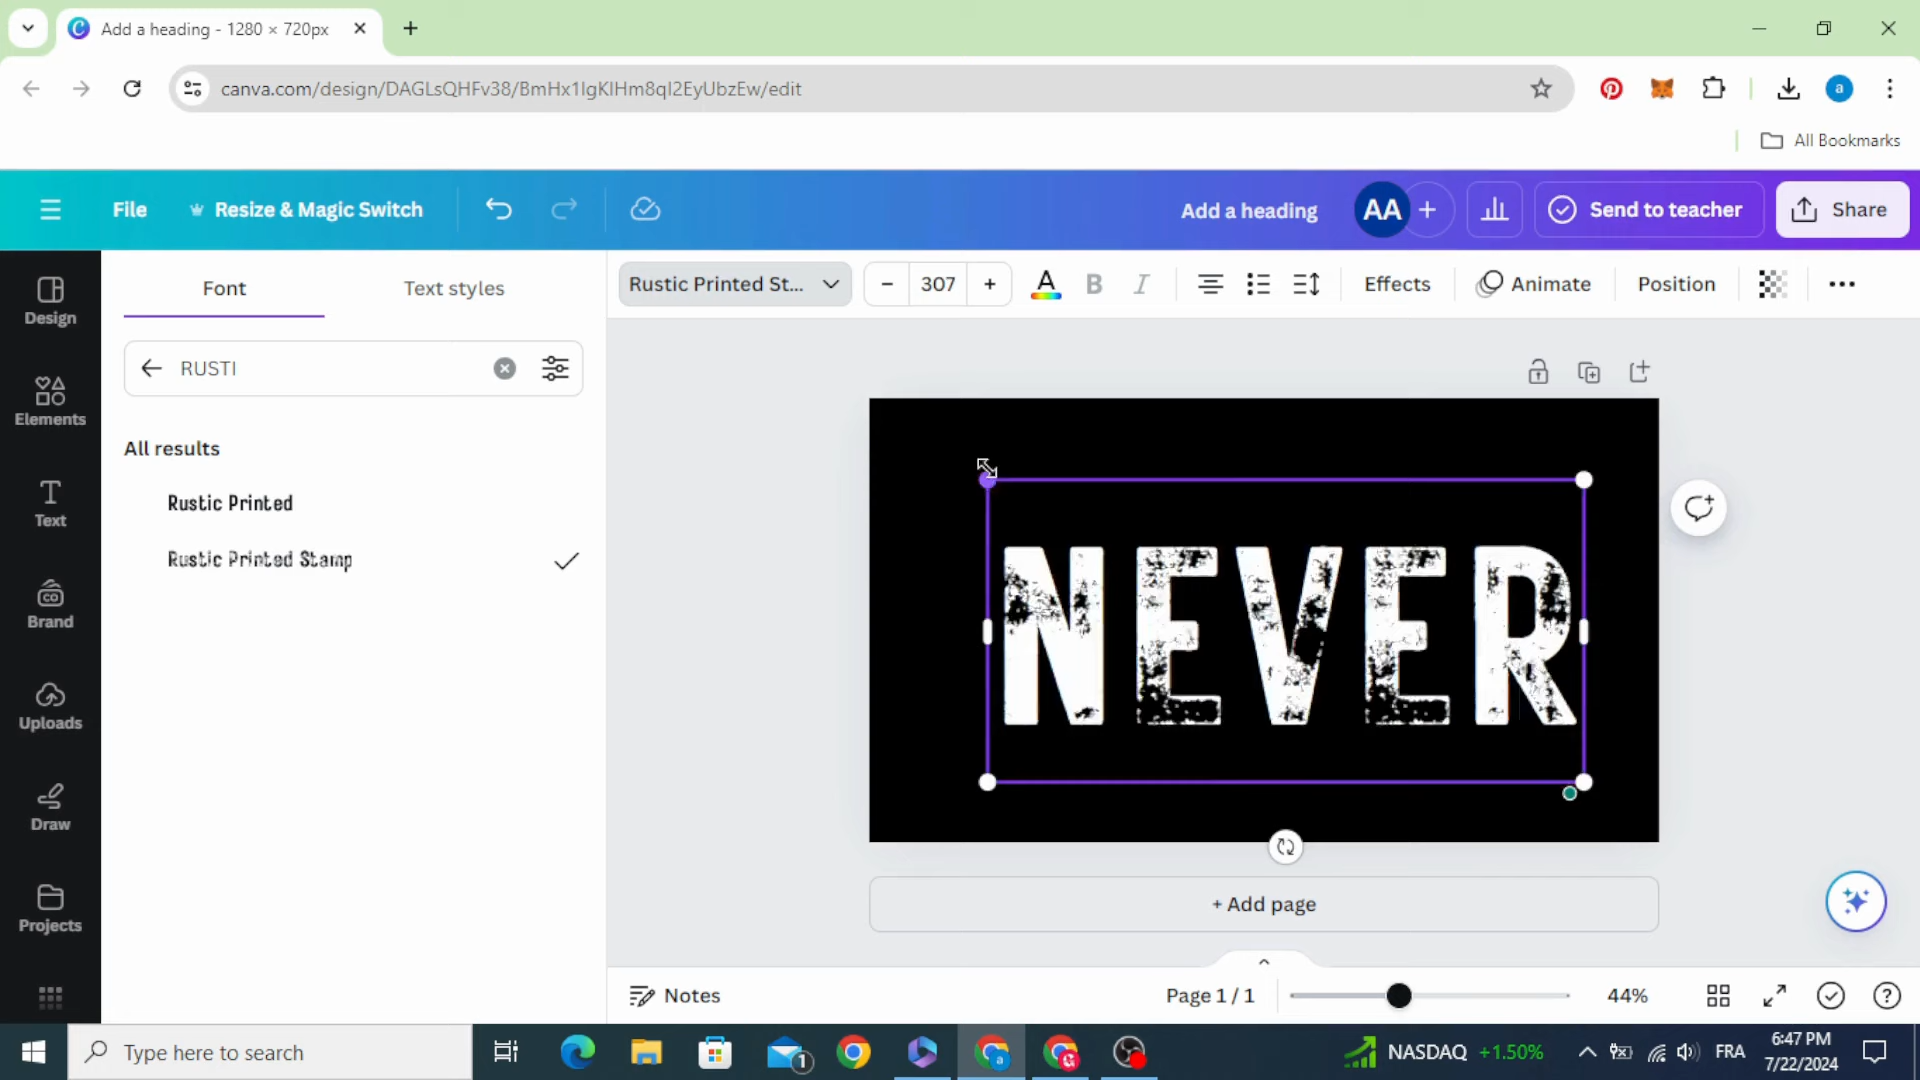 Add a heading - 1280 × 720px
canva.com/design/DAGLsQHFv38/BmHx1IgKIHm8ql2EyUbzEw/edit
a
All Bookmarks
File
Resize & Magic Switch
Add a heading
AA
Send to teacher
Share
Design
Elements
Text
Brand
Uploads
Draw
Projects
Font
Text styles
RUSTI
All results
Rustic Printed
Rustic Printed Stamp
Rustic Printed St...
307
A
B
I
Effects
Animate
Position
NEVER
+ Add page
Notes
Page 1 / 1
44%
Type here to search
1
NASDAQ +1.50%
FRA
6:47 PM
7/22/2024